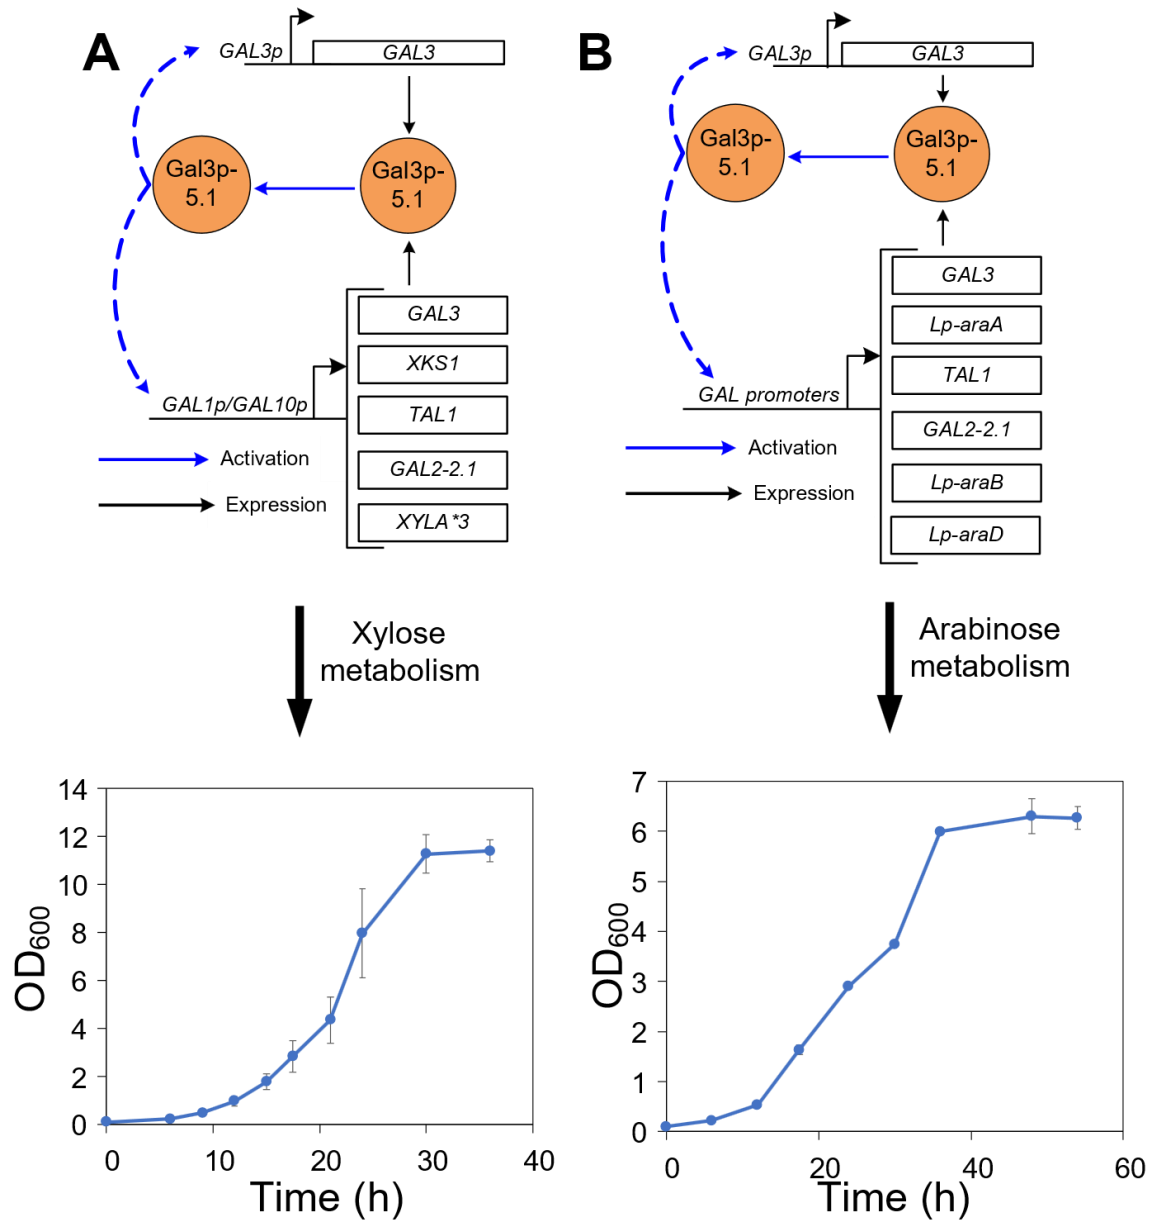 A
GAL3p
GAL3
Gal3p-
5.1
Gal3p-
5.1
GAL3
XKS1
TAL1
GAL2-2.1
XYLA*3
GAL1p/GAL10p
Activation
Expression
Xylose
metabolism
14
12
10
8
6
4
2
0
OD600
0 10 20 30 40
Time (h)
B
GAL3p
GAL3
Gal3p-
5.1
Gal3p-
5.1
GAL3
Lp-araA
TAL1
GAL2-2.1
Lp-araB
Lp-araD
GAL promoters
Activation
Expression
Arabinose
metabolism
7
6
5
4
3
2
1
0
OD600
0 20 40 60
Time (h)